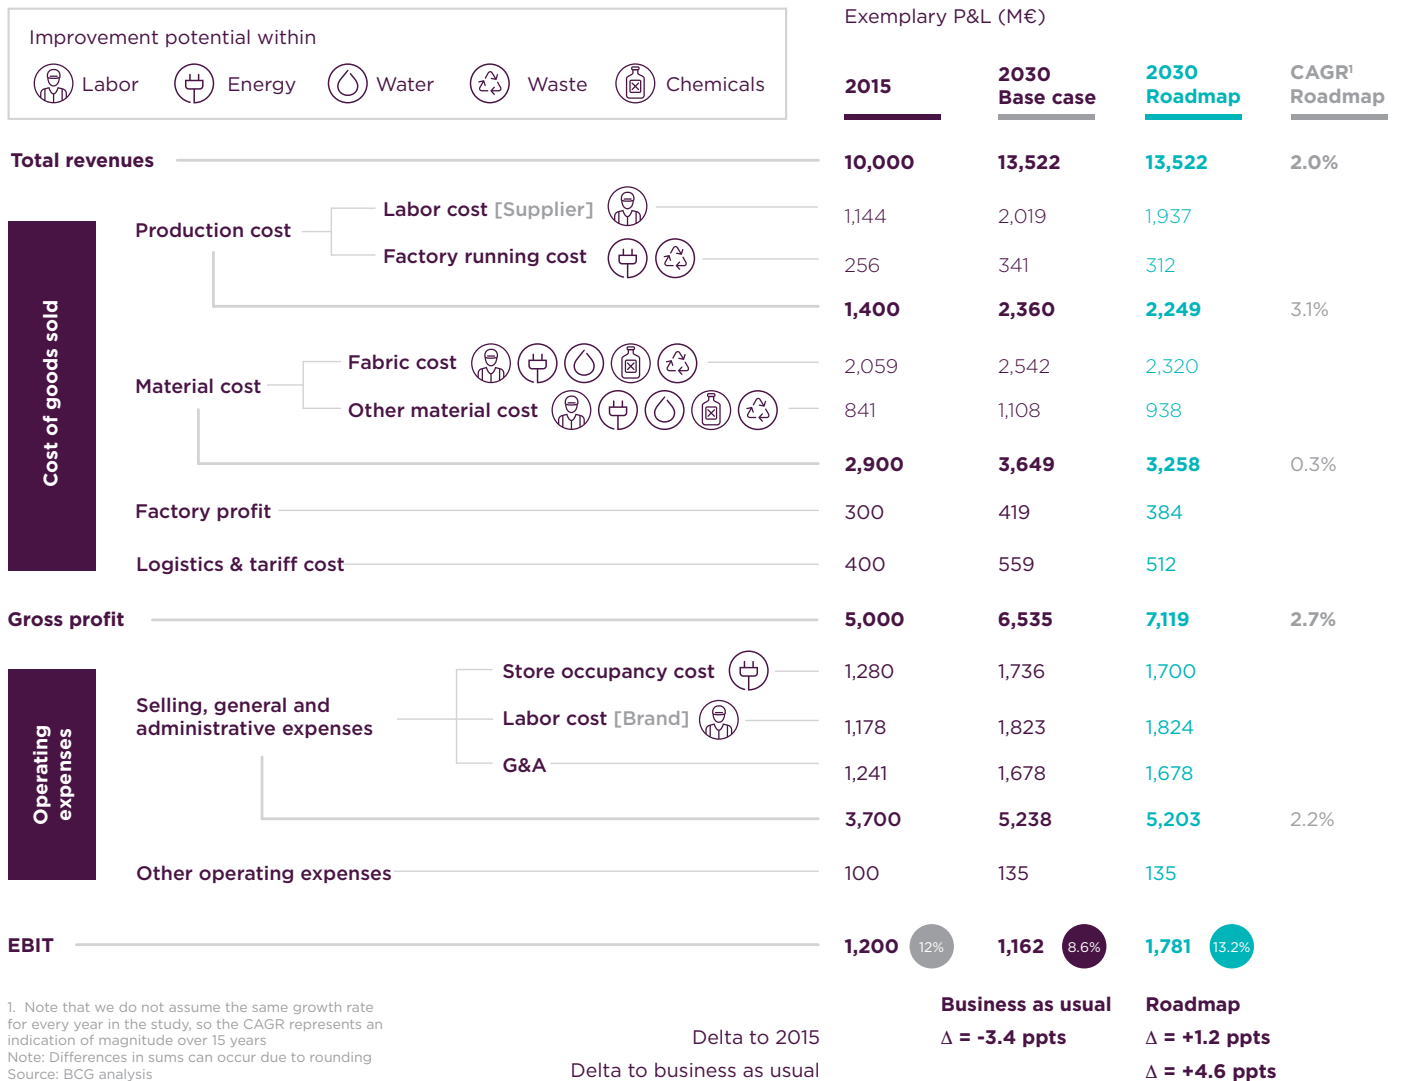 Improvement potential within
Labor Energy Water Waste Chemicals
Exemplary P&L (M€)
2015
2030 Base case
2030 Roadmap
CAGR¹ Roadmap
Total revenues 10,000 13,522 13,522 2.0%
Cost of goods sold
Production cost
Labor cost [Supplier] 1,144 2,019 1,937
Factory running cost 256 341 312
1,400 2,360 2,249 3.1%
Material cost
Fabric cost 2,059 2,542 2,320
Other material cost 841 1,108 938
2,900 3,649 3,258 0.3%
Factory profit 300 419 384
Logistics & tariff cost 400 559 512
Gross profit 5,000 6,535 7,119 2.7%
Operating expenses
Selling, general and
administrative expenses
Store occupancy cost 1,280 1,736 1,700
Labor cost [Brand] 1,178 1,823 1,824
G&A 1,241 1,678 1,678
3,700 5,238 5,203 2.2%
Other operating expenses 100 135 135
EBIT 1,200 12% 1,162 8.6% 1,781 13.2%
Business as usual Roadmap
Delta to 2015 Δ = -3.4 ppts Δ = +1.2 ppts
Delta to business as usual Δ = +4.6 ppts
1. Note that we do not assume the same growth rate
for every year in the study, so the CAGR represents an
indication of magnitude over 15 years
Note: Differences in sums can occur due to rounding
Source: BCG analysis